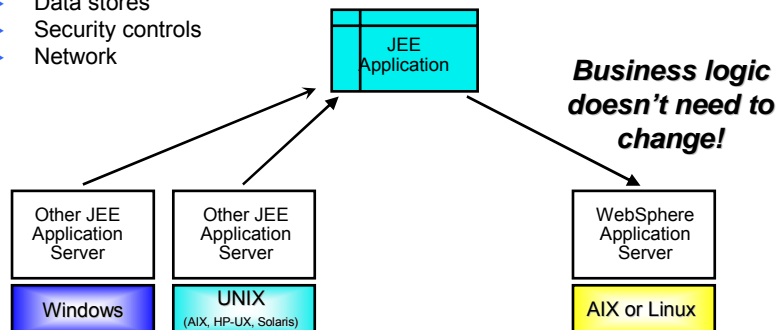 Data stores
Security controls
Network
JEE
Application
Business logic
doesn't need to
change!
Other JEE
Application
Server
Other JEE
Application
Server
WebSphere
Application
Server
Windows
UNIX
(AIX, HP-UX, Solaris)
AIX or Linux